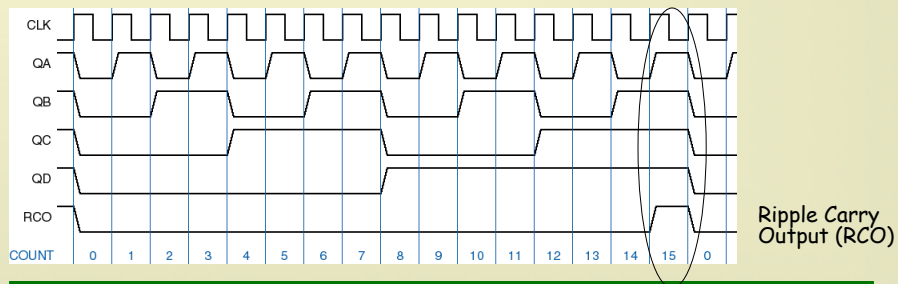 CLK
QA
QB
QC
QD
RCO
Ripple Carry
Output (RCO)
COUNT 0 1 2 3 4 5 6 7 8 9 10 11 12 13 14 15 0